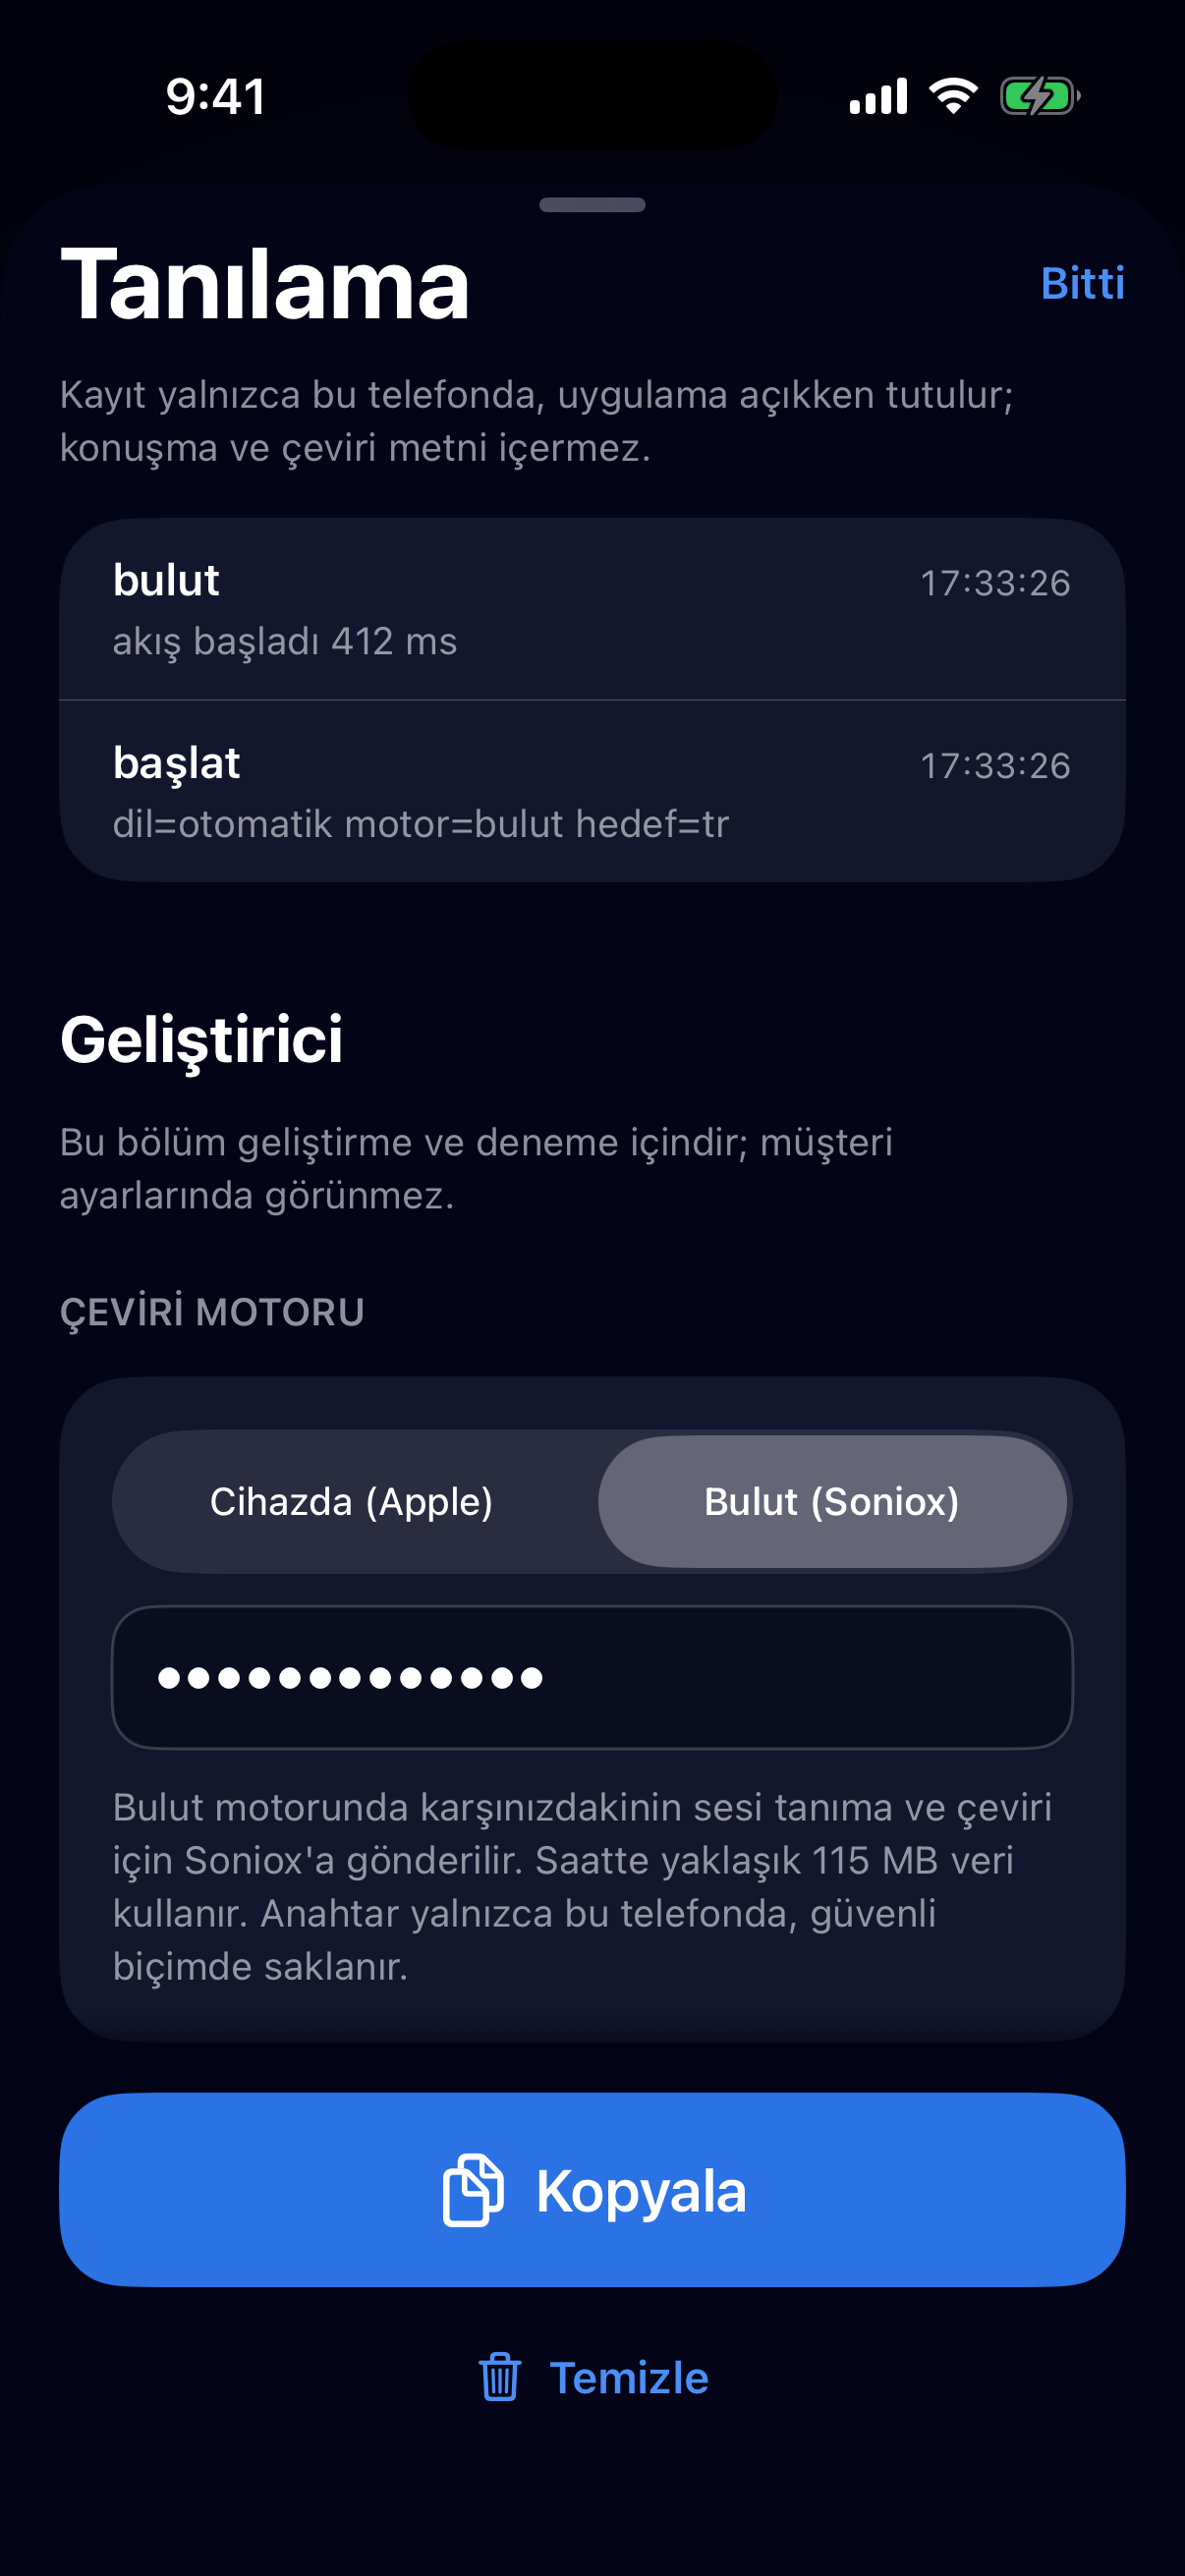 9:41
Tanılama
Bitti
Kayıt yalnızca bu telefonda, uygulama açıkken tutulur;
konuşma ve çeviri metni içermez.
bulut
17:33:26
akış başladı 412 ms
başlat
17:33:26
dil=otomatik motor=bulut hedef=tr
Geliştirici
Bu bölüm geliştirme ve deneme içindir; müşteri
ayarlarında görünmez.
ÇEVİRİ MOTORU
Cihazda (Apple)
Bulut (Soniox)
Bulut motorunda karşınızdakinin sesi tanıma ve çeviri
için Soniox'a gönderilir. Saatte yaklaşık 115 MB veri
kullanır. Anahtar yalnızca bu telefonda, güvenli
biçimde saklanır.
Kopyala
Temizle